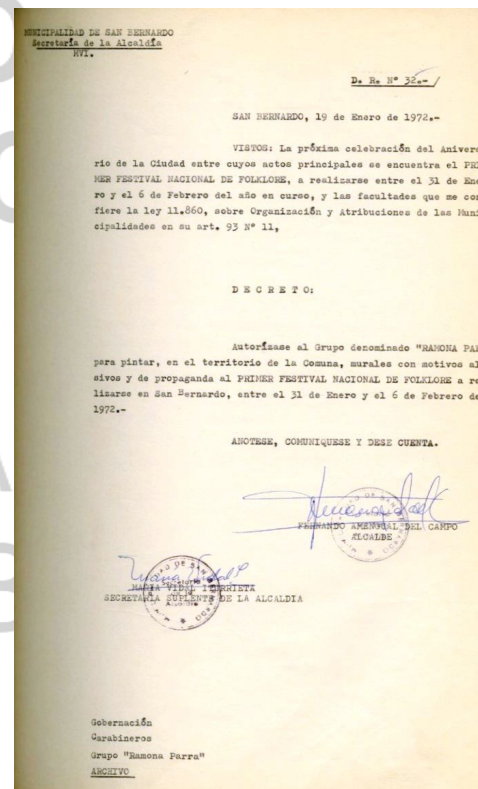 MUNICIPALIDAD DE SAN BERNARDO
Secretaría de la Alcaldía
MVI.
D. R. Nº 32.- /
SAN BERNARDO, 19 de Enero de 1972.-
VISTOS: La próxima celebración del Aniversa
rio de la Ciudad entre cuyos actos principales se encuentra el PRI
MER FESTIVAL NACIONAL DE FOLKLORE, a realizarse entre el 31 de Ene
ro y el 6 de Febrero del año en curso, y las facultades que me con
fiere la ley 11.860, sobre Organización y Atribuciones de las Muni
cipalidades en su art. 93 Nº 11,
D E C R E T O:
Autorízase al Grupo denominado "RAMONA PAR
para pintar, en el territorio de la Comuna, murales con motivos al
sivos y de propaganda al PRIMER FESTIVAL NACIONAL DE FOLKLORE a re
lizarse en San Bernardo, entre el 31 de Enero y el 6 de Febrero de
1972.-
ANOTESE, COMUNIQUESE Y DESE CUENTA.
FERNANDO AMENGUAL DEL CAMPO
ALCALDE
MARIA VIDAL ITURRIETA
SECRETARIA SUPLENTE DE LA ALCALDIA
Gobernación
Carabineros
Grupo "Ramona Parra"
ARCHIVO